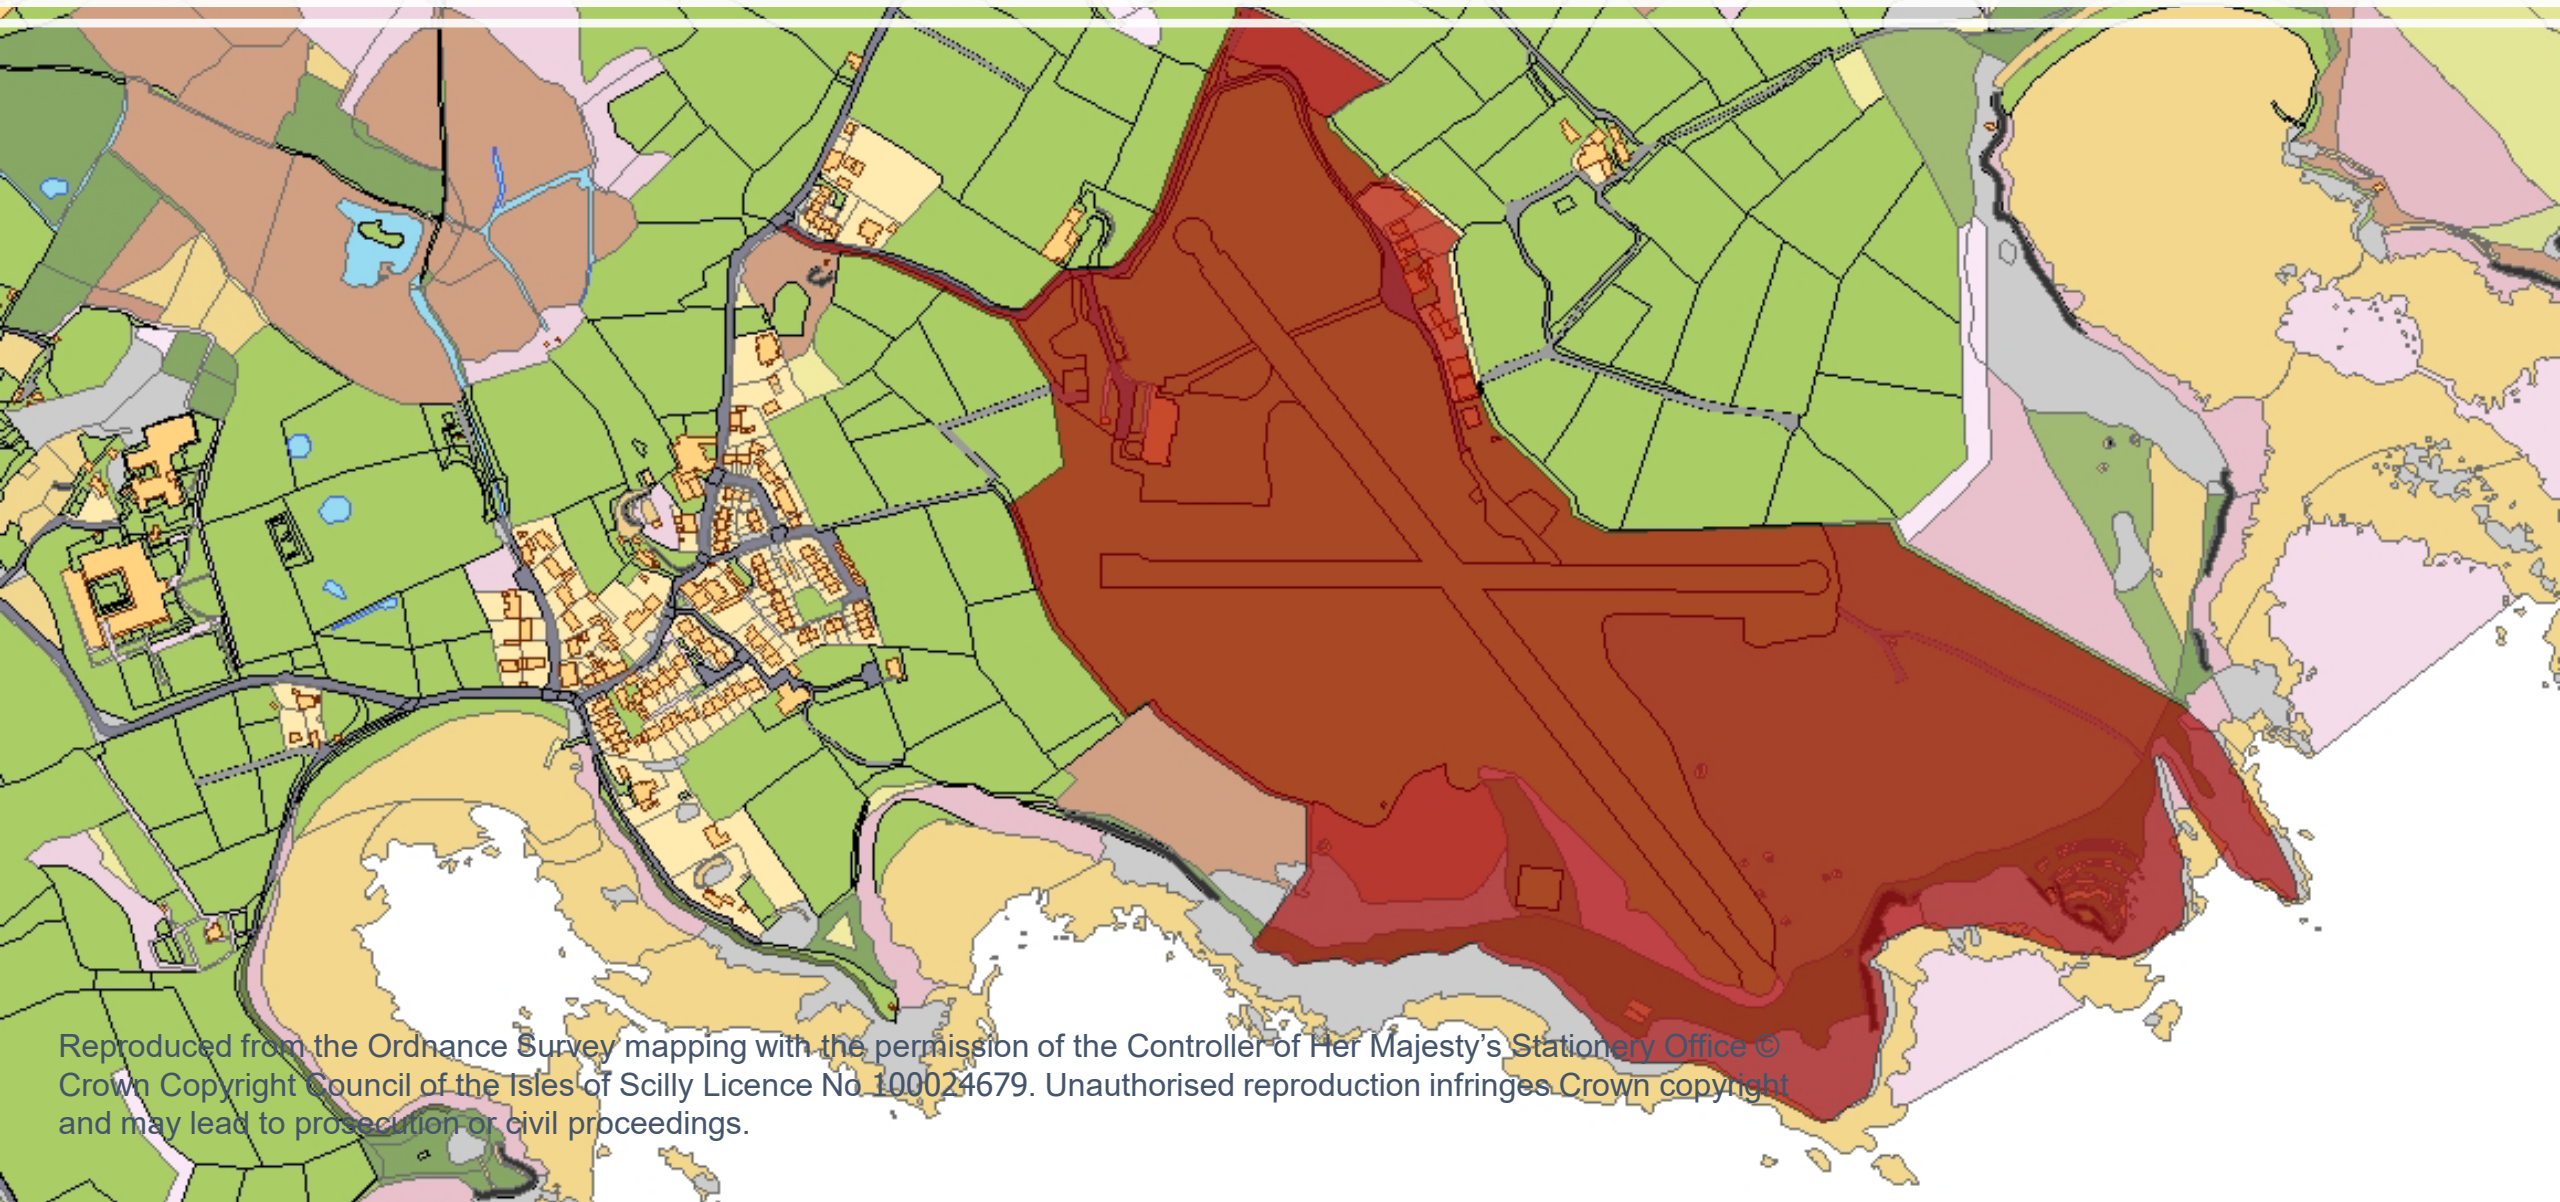 Reproduced from the Ordnance Survey mapping with the permission of the Controller of Her Majesty’s Stationery Office ©
Crown Copyright Council of the Isles of Scilly Licence No 100024679. Unauthorised reproduction infringes Crown copyright
and may lead to prosecution or civil proceedings.